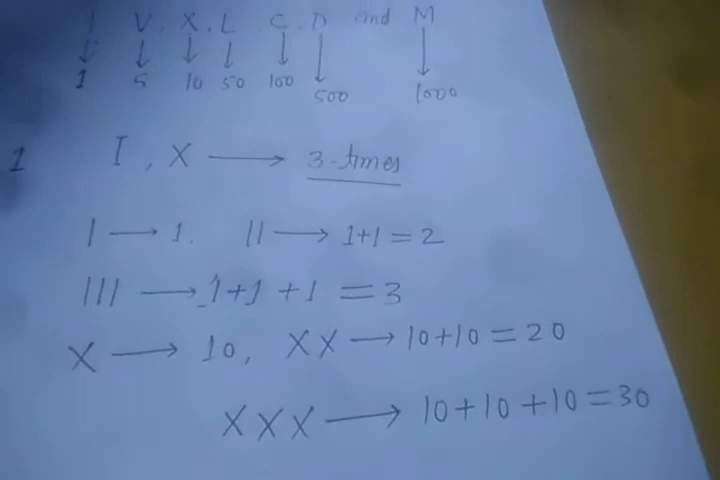 I V, X, L C, D and M
↓ ↓ ↓ ↓ ↓ ↓ ↓
1 5 10 50 100 500 1000
1 I, X → 3-times
I → 1. II → 1+1=2
III → 1+1+1=3
X → 10, XX → 10+10=20
XXX → 10+10+10=30